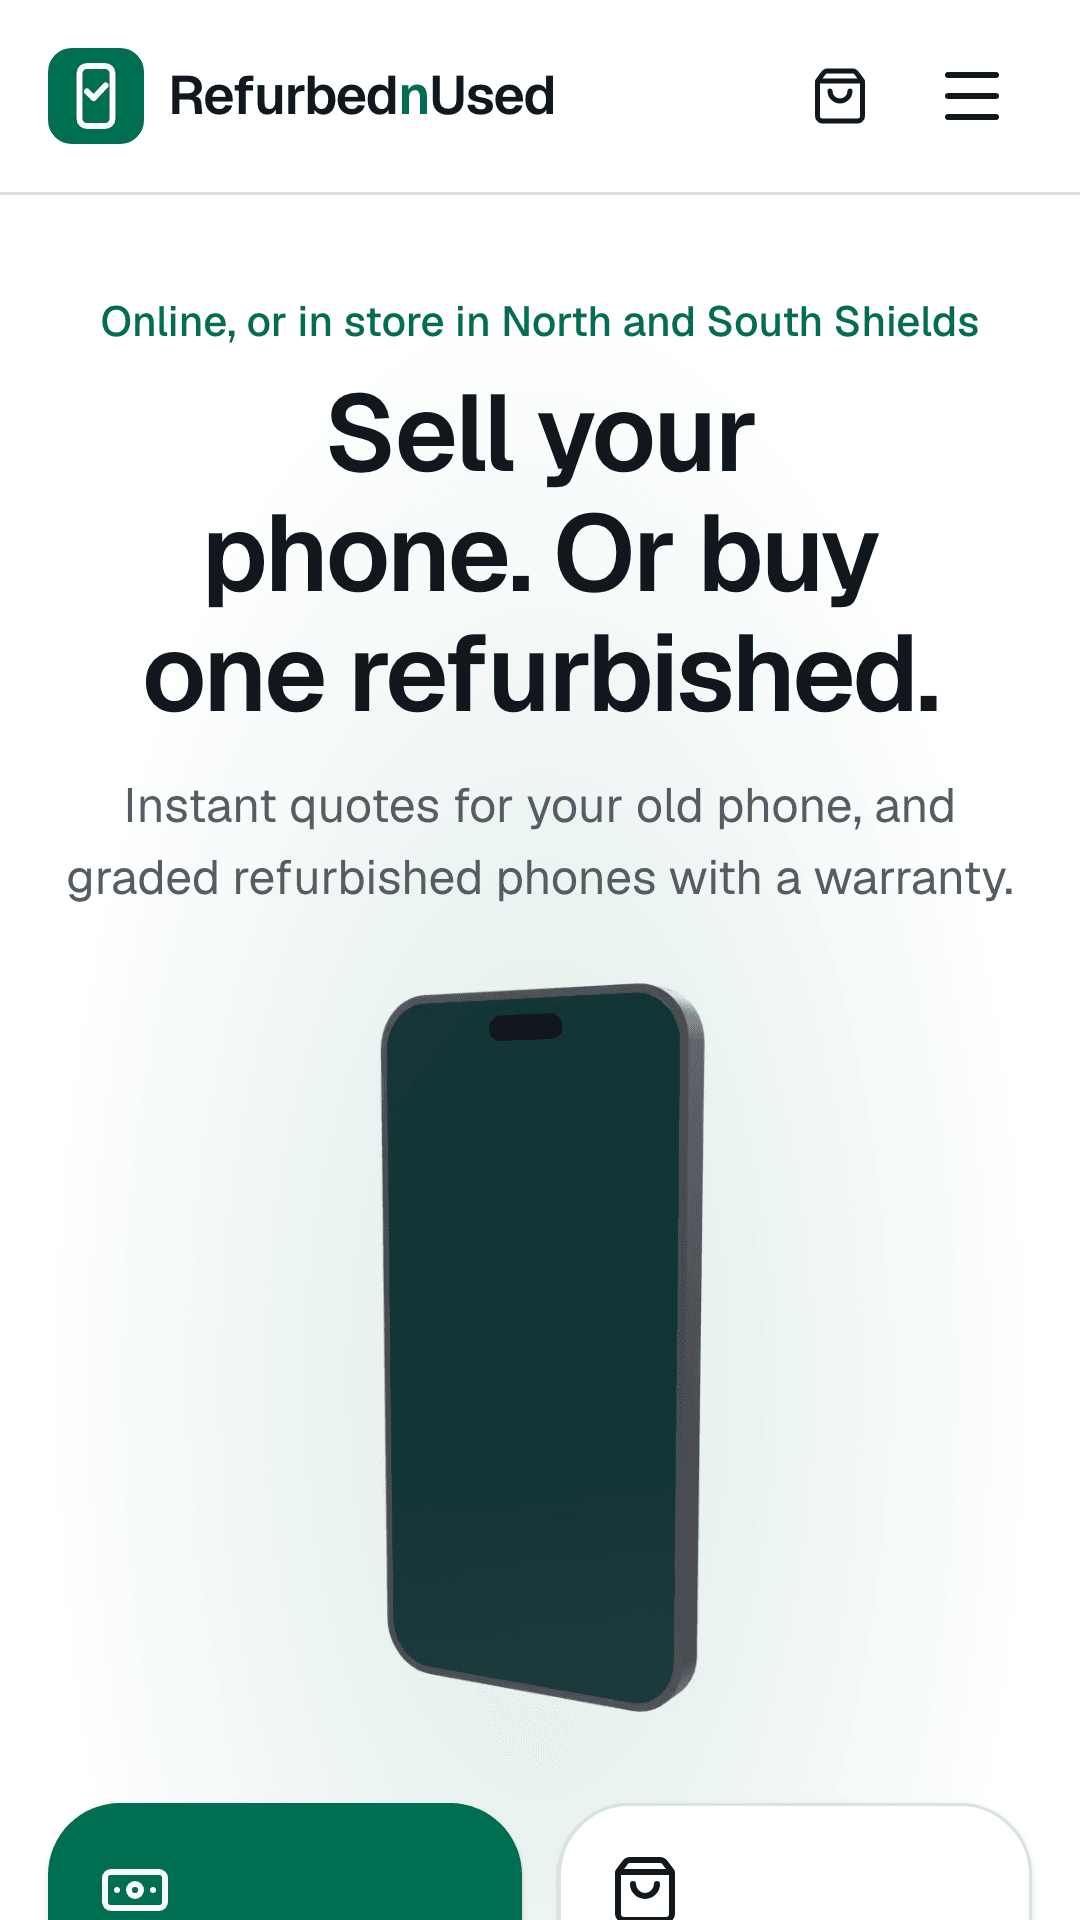 RefurbednUsed
Online, or in store in North and South Shields
Sell your
phone. Or buy
one refurbished.
Instant quotes for your old phone, and
graded refurbished phones with a warranty.